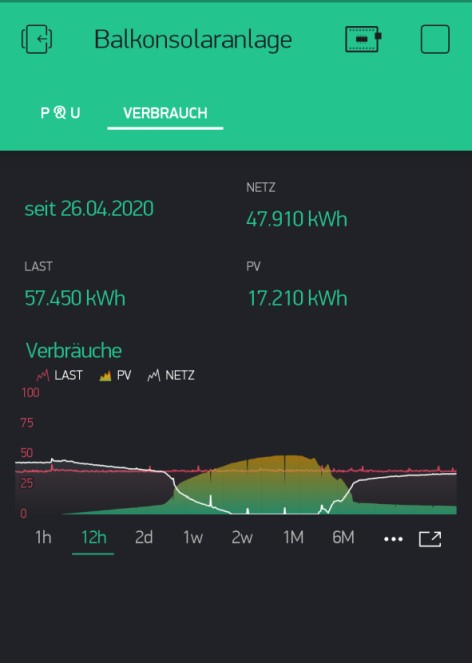 Balkonsolaranlage
P & U VERBRAUCH
seit 26.04.2020
NETZ
47.910 kWh
LAST
57.450 kWh
PV
17.210 kWh
Verbräuche
LAST PV NETZ
100
75
50
25
0
1h 12h 2d 1w 2w 1M 6M